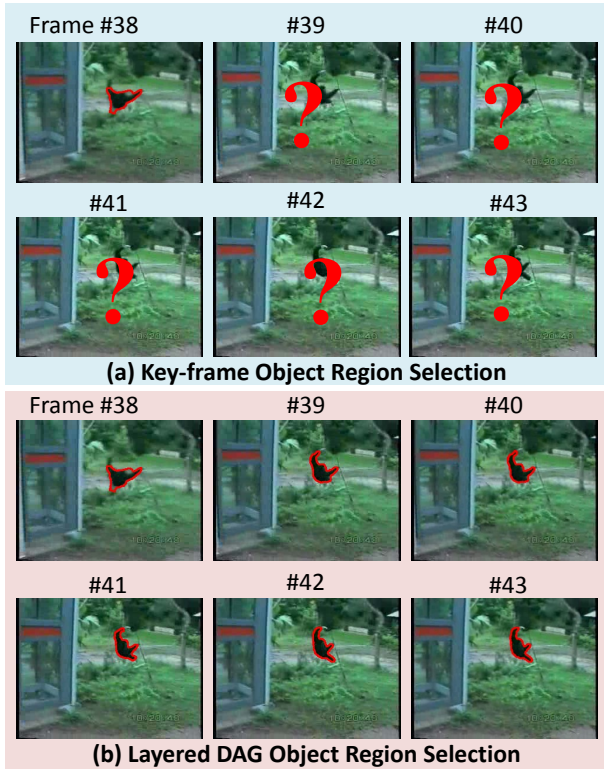 Frame #38 #39 #40
? ?
#41 #42 #43
? ? ?
(a) Key-frame Object Region Selection
Frame #38 #39 #40
#41 #42 #43
(b) Layered DAG Object Region Selection